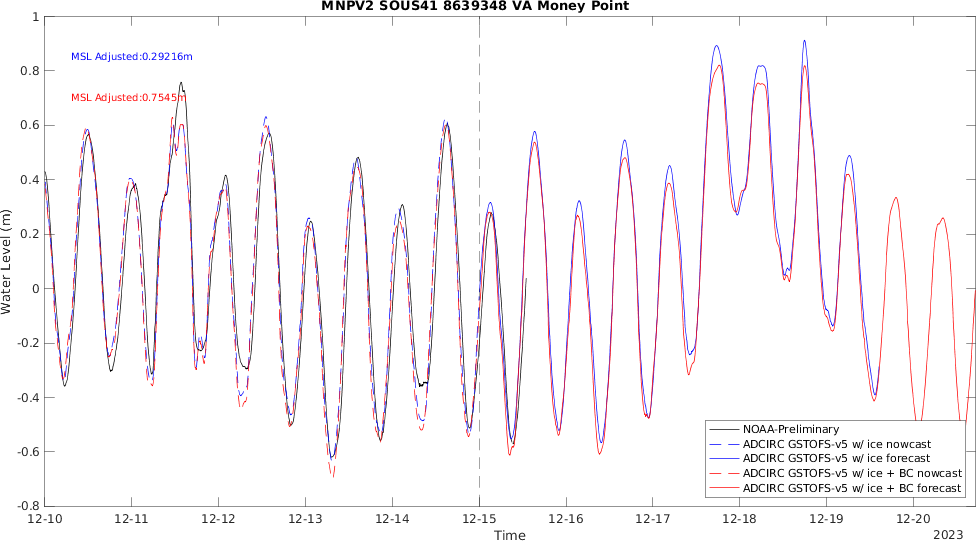 MNPV2 SOUS41 8639348 VA Money Point
1
0.8
0.6
0.4
0.2
0
-0.2
-0.4
-0.6
-0.8
Water Level (m)
MSL Adjusted:0.29216m
MSL Adjusted:0.7545m
NOAA-Preliminary
ADCIRC GSTOFS-v5 w/ ice nowcast
ADCIRC GSTOFS-v5 w/ ice forecast
ADCIRC GSTOFS-v5 w/ ice + BC nowcast
ADCIRC GSTOFS-v5 w/ ice + BC forecast
12-10 12-11 12-12 12-13 12-14 12-15 12-16 12-17 12-18 12-19 12-20
Time
2023